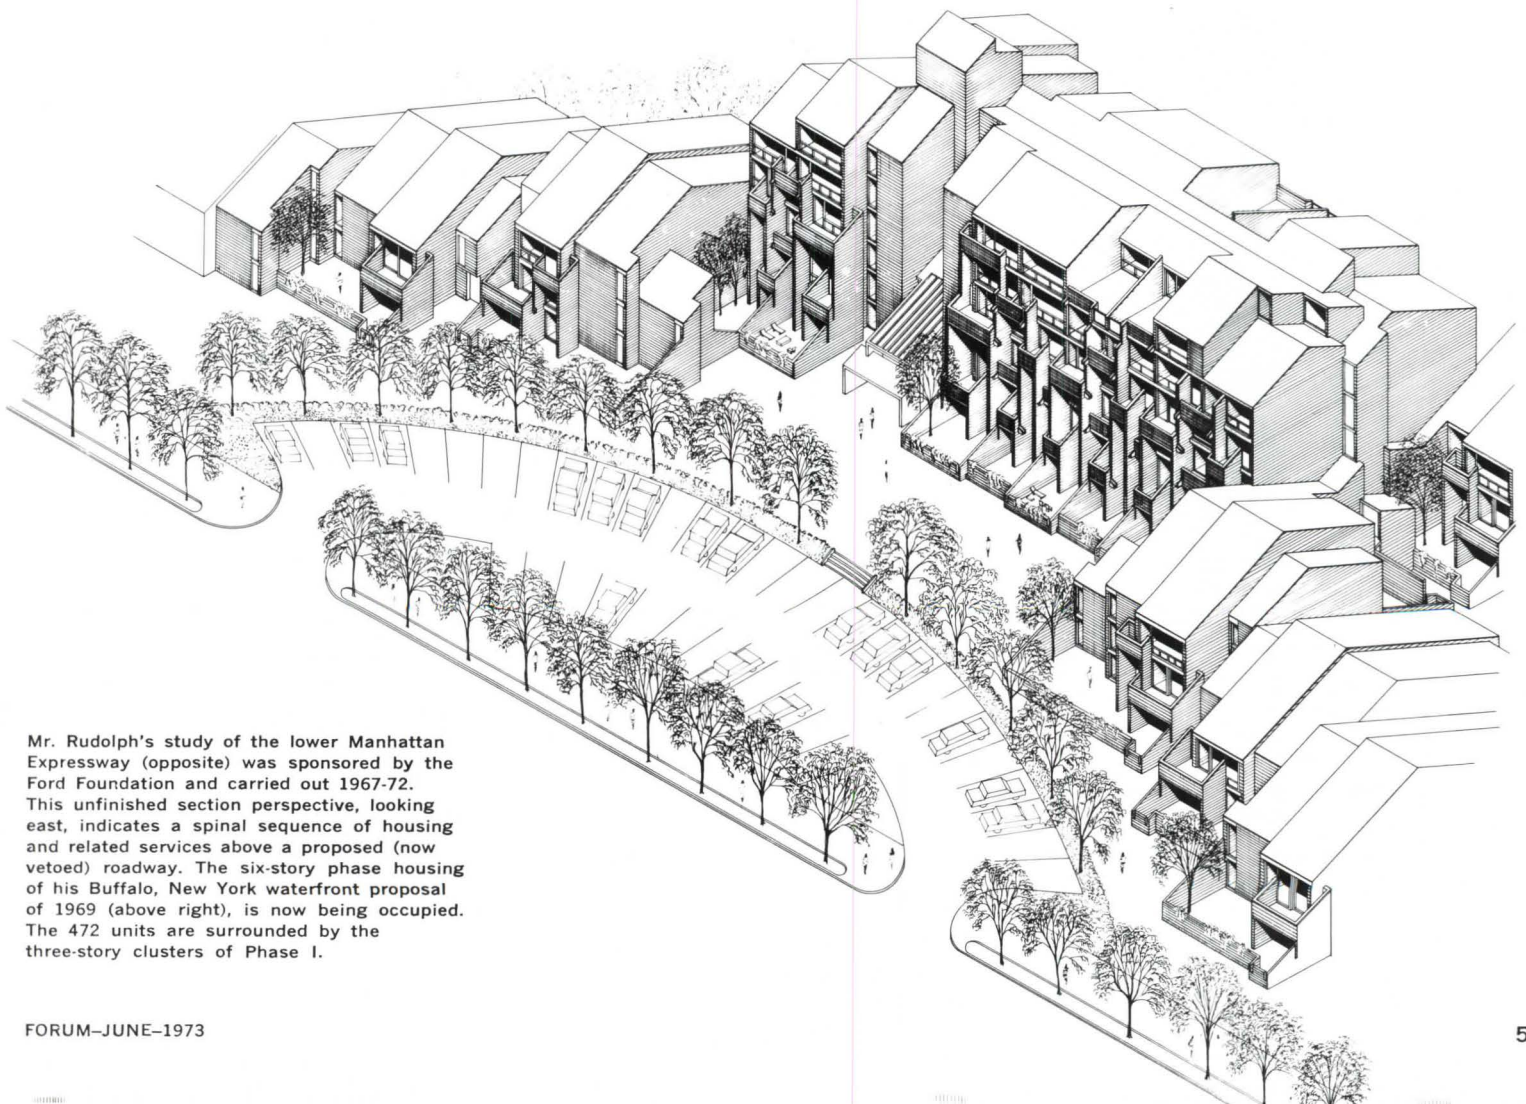 Mr. Rudolph's study of the lower Manhattan
Expressway (opposite) was sponsored by the
Ford Foundation and carried out 1967-72.
This unfinished section perspective, looking
east, indicates a spinal sequence of housing
and related services above a proposed (now
vetoed) roadway. The six-story phase housing
of his Buffalo, New York waterfront proposal
of 1969 (above right), is now being occupied.
The 472 units are surrounded by the
three-story clusters of Phase I.
FORUM–JUNE–1973
5